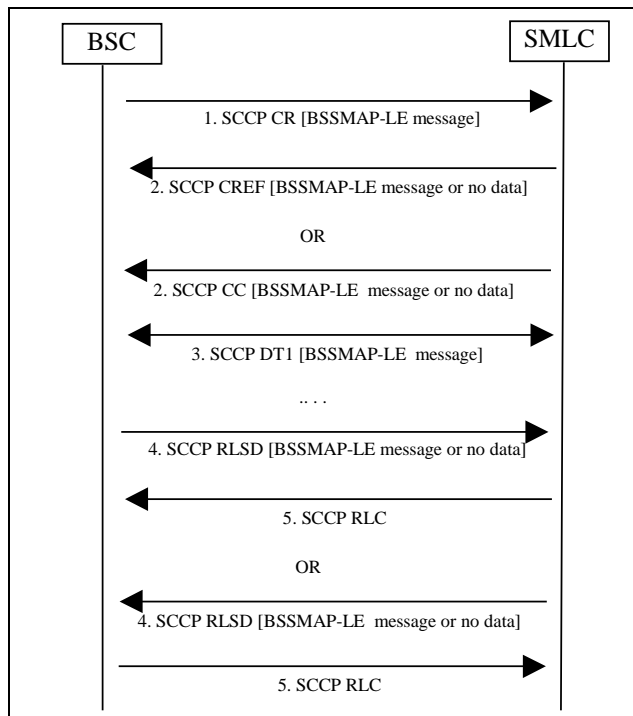 BSC SMLC
1. SCCP CR [BSSMAP-LE message]
2. SCCP CREF [BSSMAP-LE message or no data]
OR
2. SCCP CC [BSSMAP-LE message or no data]
3. SCCP DT1 [BSSMAP-LE message]
.. . .
4. SCCP RLSD [BSSMAP-LE message or no data]
5. SCCP RLC
OR
4. SCCP RLSD [BSSMAP-LE message or no data]
5. SCCP RLC